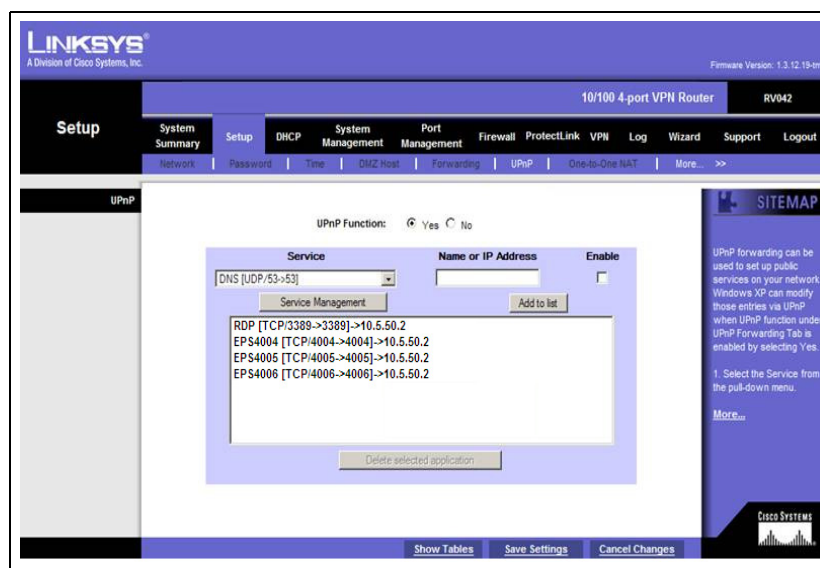 LINKSYS®
A Division of Cisco Systems, Inc.
Firmware Version: 1.3.12.19-tm
10/100 4-port VPN Router
RV042
Setup
System Summary
Setup
DHCP
System Management
Port Management
Firewall
ProtectLink
VPN
Log
Wizard
Support
Logout
Network | Password | Time | DMZ Host | Forwarding | UPnP | One-to-One NAT | More... >>
UPnP
UPnP Function: Yes No
Service
Name or IP Address
Enable
DNS [UDP/53->53]
Service Management
Add to list
RDP [TCP/3389->3389]->10.5.50.2
EPS4004 [TCP/4004->4004]->10.5.50.2
EPS4005 [TCP/4005->4005]->10.5.50.2
EPS4006 [TCP/4006->4006]->10.5.50.2
Delete selected application
SITEMAP
UPnP forwarding can be
used to set up public
services on your network.
Windows XP can modify
those entries via UPnP
when UPnP function under
UPnP Forwarding Tab is
enabled by selecting Yes.
1. Select the Service from
the pull-down menu.
More...
Show Tables
Save Settings
Cancel Changes
CISCO SYSTEMS